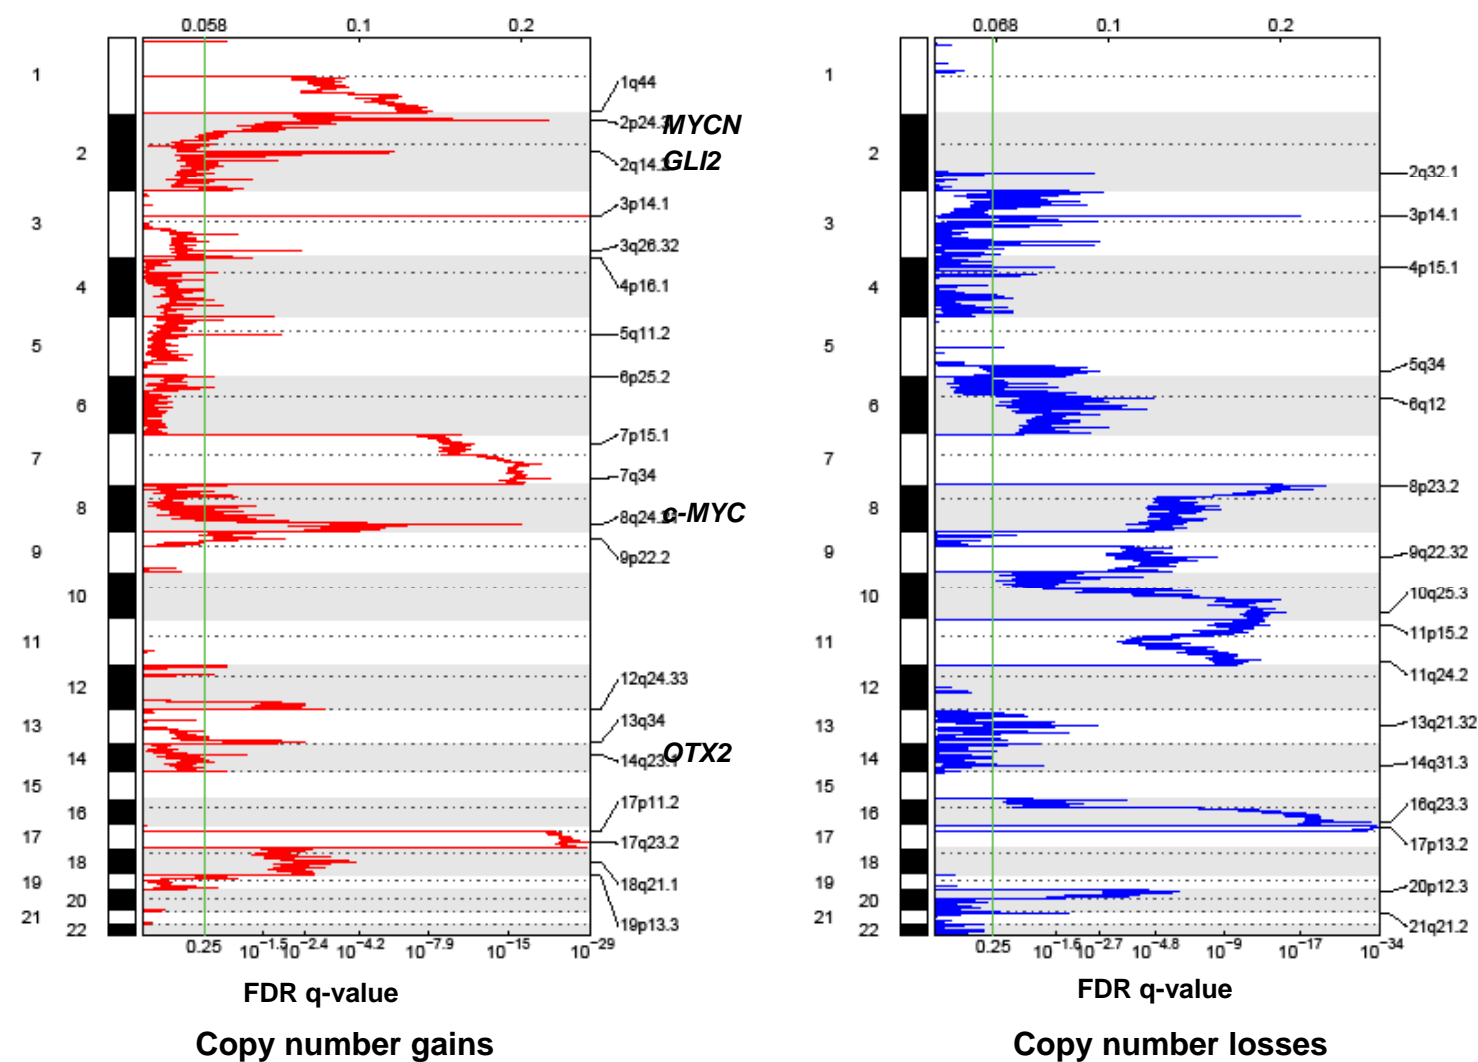 0.058 0.1 0.2
1
2
3
4
5
6
7
8
9
10
11
12
13
14
15
16
17
18
19
20
21
22
1q44
2p24.3 MYCN
2q14.2 GLI2
3p14.1
3q26.32
4p16.1
5q11.2
6p25.2
7p15.1
7q34
8q24.21 c-MYC
9p22.2
12q24.33
13q34
14q23.1 OTX2
17p11.2
17q23.2
18q21.1
19p13.3
0.25 10^-1.5 10^-2.4 10^-4.2 10^-7.9 10^-15 10^-29
FDR q-value
Copy number gains
0.068 0.1 0.2
1
2
3
4
5
6
7
8
9
10
11
12
13
14
15
16
17
18
19
20
21
22
2q32.1
3p14.1
4p15.1
5q34
6q12
8p23.2
9q22.32
10q25.3
11p15.2
11q24.2
13q21.32
14q31.3
16q23.3
17p13.2
20p12.3
21q21.2
0.25 10^-1.6 10^-2.7 10^-4.8 10^-9 10^-17 10^-34
FDR q-value
Copy number losses